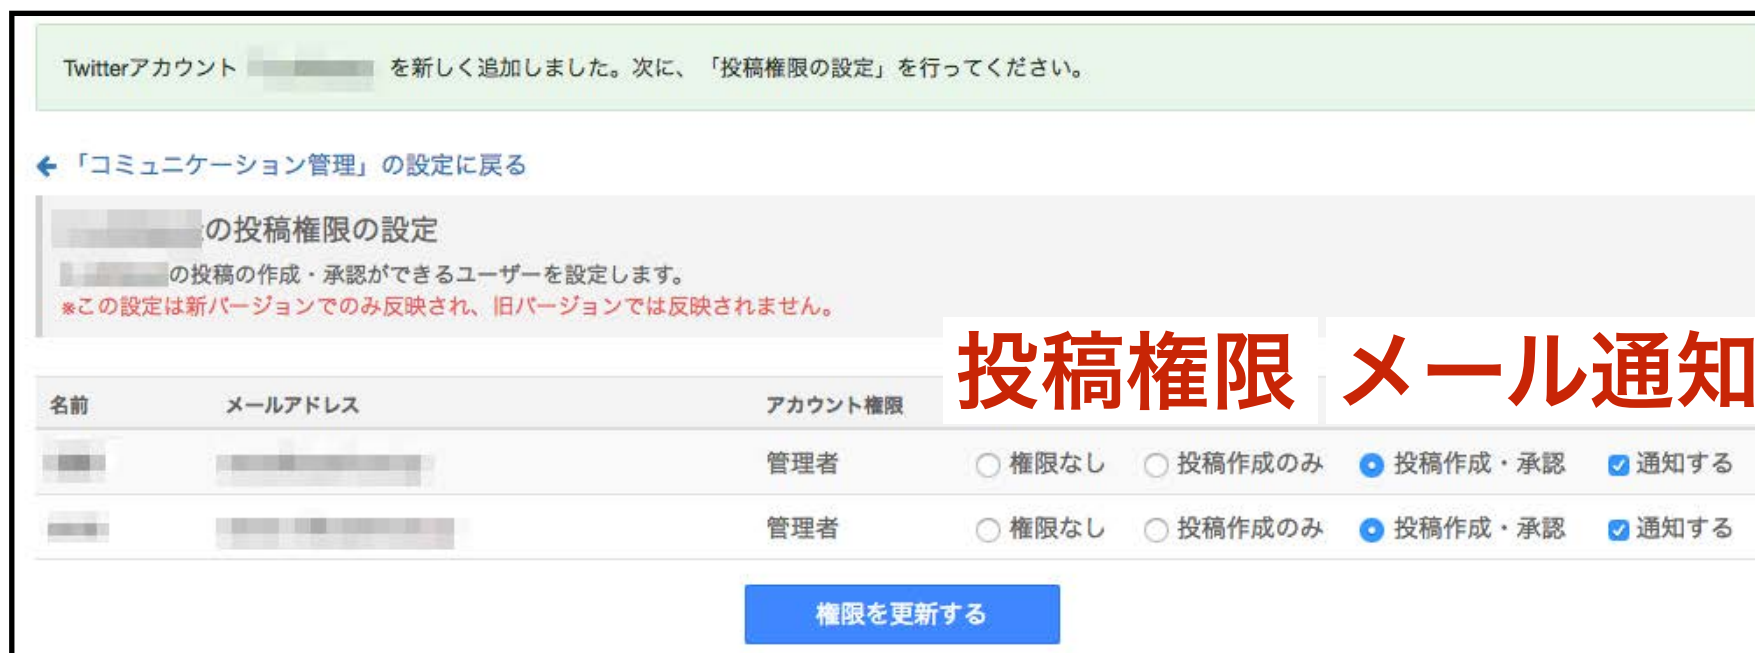 Twitterアカウント を新しく追加しました。次に、「投稿権限の設定」を行ってください。
「コミュニケーション管理」の設定に戻る
の投稿権限の設定
の投稿の作成・承認ができるユーザーを設定します。
※この設定は新バージョンでのみ反映され、旧バージョンでは反映されません。
名前 メールアドレス アカウント権限 投稿権限 メール通知
管理者 権限なし 投稿作成のみ 投稿作成・承認 通知する
管理者 権限なし 投稿作成のみ 投稿作成・承認 通知する
権限を更新する